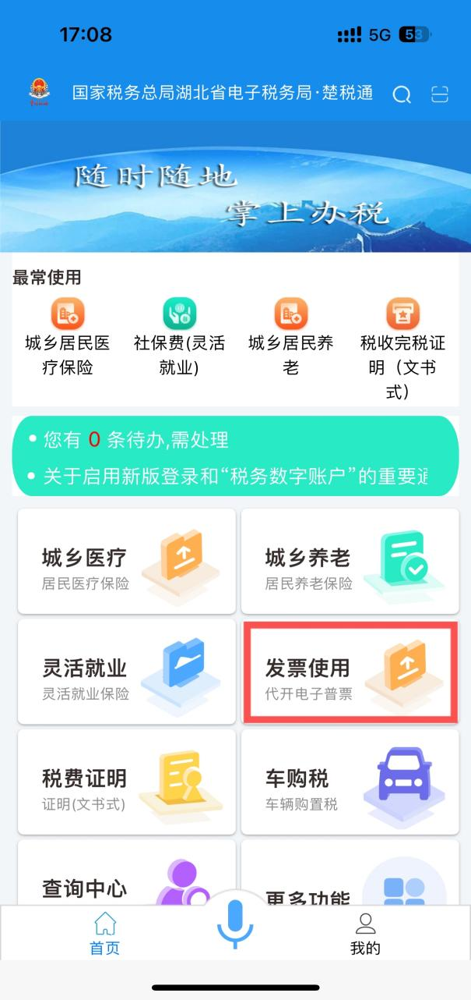 17:08
5G
53
国家税务总局湖北省电子税务局·楚税通
随时随地
掌上办税
最常使用
城乡居民医
疗保险
社保费(灵活
就业)
城乡居民养
老
税收完税证
明（文书
式）
您有 0 条待办,需处理
关于启用新版登录和“税务数字账户”的重要
城乡医疗
居民医疗保险
城乡养老
居民养老保险
灵活就业
灵活就业保险
发票使用
代开电子普票
税费证明
证明(文书式)
车购税
车辆购置税
查询中心
更多功能
首页
我的